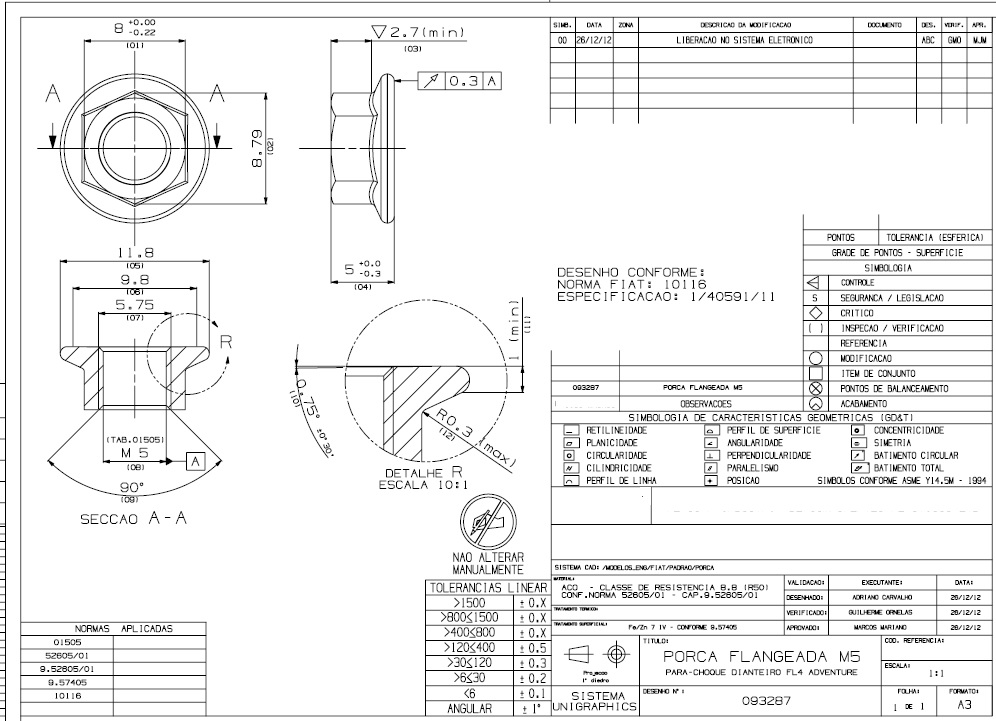 SIMB. DATA ZONA DESCRICAO DA MODIFICACAO DOCUMENTO DES. VERIF. APR.
00 26/12/12 LIBERACAO NO SISTEMA ELETRONICO ABC GMO MJM
8 +0.00 -0.22
(01)
▽2.7(min)
(03)
0.3 A
A A
8.79
(02)
5 +0.0 -0.3
(04)
11.8
(05)
9.8
(06)
5.75
(07)
R
(TAB.01505)
M 5
(08)
A
90°
(09)
SECCAO A-A
0.75° ±0°30'
(10)
1 (min)
(11)
R0.3 (max)
(12)
DETALHE R
ESCALA 10:1
DESENHO CONFORME:
NORMA FIAT: 10116
ESPECIFICACAO: 1/40591/11
PONTOS TOLERANCIA (ESFERICA)
GRADE DE PONTOS - SUPERFICIE
SIMBOLOGIA
CONTROLE
S SEGURANCA / LEGISLACAO
CRITICO
( ) INSPECAO / VERIFICACAO
REFERENCIA
MODIFICACAO
ITEM DE CONJUNTO
PONTOS DE BALANCEAMENTO
ACABAMENTO
093287 PORCA FLANGEADA M5
OBSERVACOES
SIMBOLOGIA DE CARACTERISTICAS GEOMETRICAS (GD&T)
RETILINEIDADE PERFIL DE SUPERFICIE CONCENTRICIDADE
PLANICIDADE ANGULARIDADE SIMETRIA
CIRCULARIDADE PERPENDICULARIDADE BATIMENTO CIRCULAR
CILINDRICIDADE PARALELISMO BATIMENTO TOTAL
PERFIL DE LINHA POSICAO SIMBOLOS CONFORME ASME Y14.5M - 1994
NAO ALTERAR
MANUALMENTE
TOLERANCIAS LINEAR
>1500 ± 0.X
>800≤1500 ± 0.X
>400≤800 ± 0.X
>120≤400 ± 0.5
>30≤120 ± 0.3
>6≤30 ± 0.2
≤6 ± 0.1
ANGULAR ± 1°
NORMAS APLICADAS
01505
52605/01
9.52605/01
9.57405
10116
SISTEMA CAD: /MODELOS_ENG/FIAT/PADRAO/PORCA
MATERIAL:
ACO - CLASSE DE RESISTENCIA 8.8 (R50)
CONF.NORMA 52605/01 - CAP.9.52605/01
TRATAMENTO TERMICO:
TRATAMENTO SUPERFICIAL:
Fe/Zn 7 IV - CONFORME 9.57405
VALIDACAO: EXECUTANTE: DATA:
DESENHADO: ADRIANO CARVALHO 26/12/12
VERIFICADO: GUILHERME ORNELAS 26/12/12
APROVADO: MARCOS MARIANO 26/12/12
Projecao
1° diedro
SISTEMA
UNIGRAPHICS
TITULO:
PORCA FLANGEADA M5
PARA-CHOQUE DIANTEIRO FL4 ADVENTURE
COD. REFERENCIA:
ESCALA:
1:1
DESENHO N°:
093287
FOLHA:
1 DE 1
FORMATO:
A3